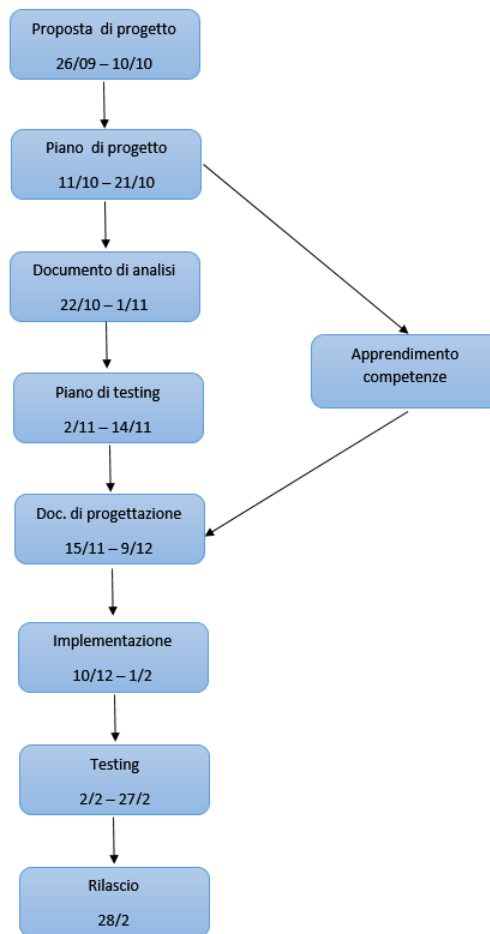 Proposta di progetto
26/09 – 10/10
Piano di progetto
11/10 – 21/10
Documento di analisi
22/10 – 1/11
Apprendimento
competenze
Piano di testing
2/11 – 14/11
Doc. di progettazione
15/11 – 9/12
Implementazione
10/12 – 1/2
Testing
2/2 – 27/2
Rilascio
28/2